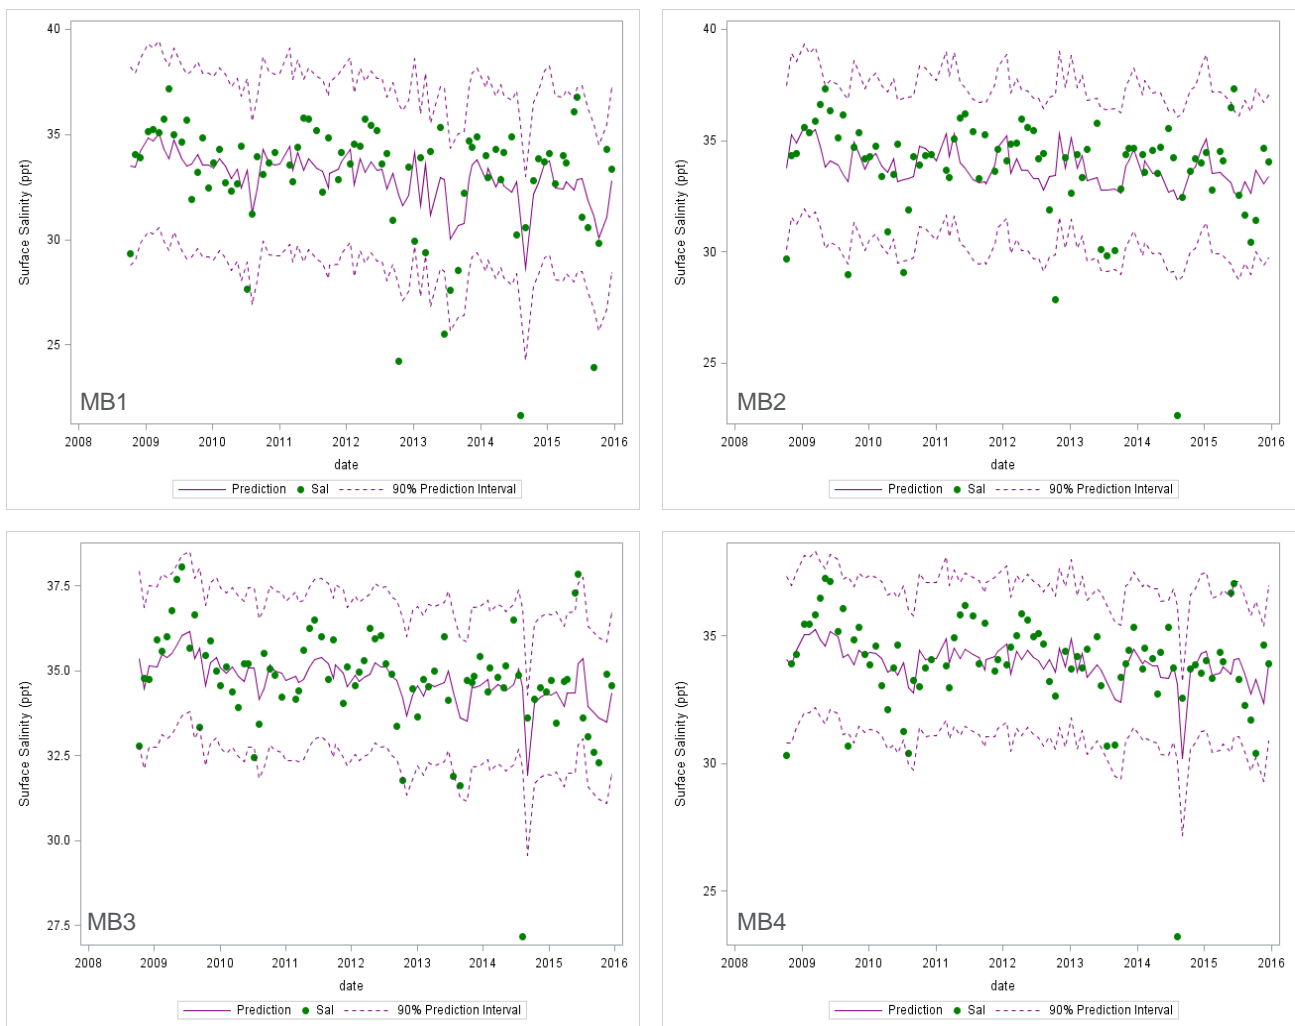 40
35
30
25
Surface Salinity (ppt)
MB1
2008 2009 2010 2011 2012 2013 2014 2015 2016
date
Prediction Sal 90% Prediction Interval
40
35
30
25
Surface Salinity (ppt)
MB2
2008 2009 2010 2011 2012 2013 2014 2015 2016
date
Prediction Sal 90% Prediction Interval
37.5
35.0
32.5
30.0
27.5
Surface Salinity (ppt)
MB3
2008 2009 2010 2011 2012 2013 2014 2015 2016
date
Prediction Sal 90% Prediction Interval
35
30
25
Surface Salinity (ppt)
MB4
2008 2009 2010 2011 2012 2013 2014 2015 2016
date
Prediction Sal 90% Prediction Interval